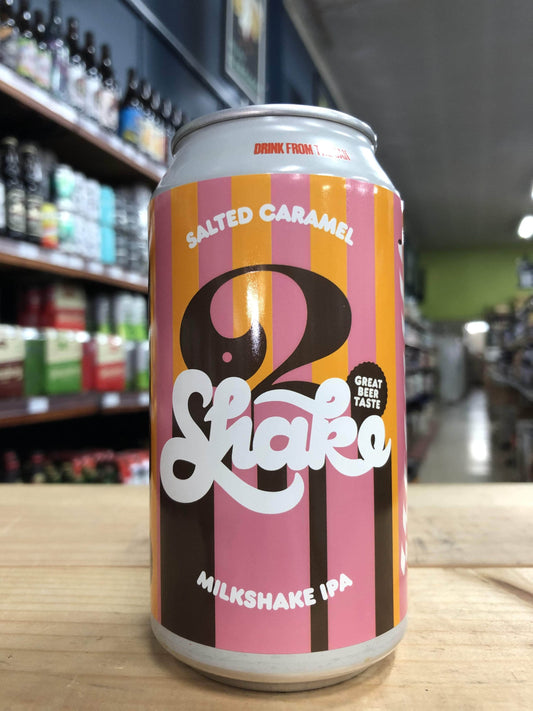 DRINK FROM THE CAN
SALTED CARAMEL
2
Shake
GREAT
BEER
TASTE
MILKSHAKE IPA